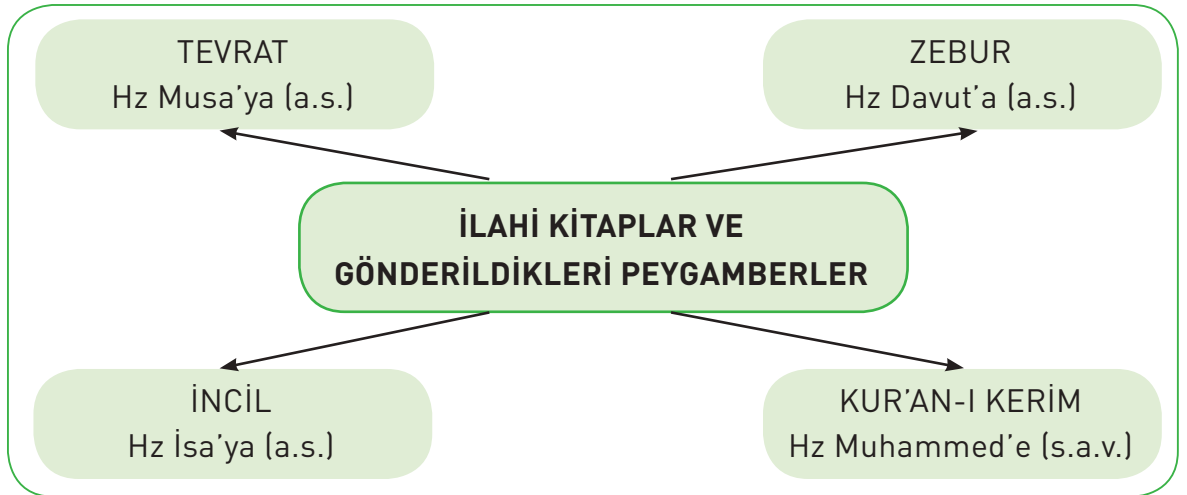 TEVRAT
Hz Musa’ya (a.s.)
ZEBUR
Hz Davut’a (a.s.)
İLAHİ KİTAPLAR VE
GÖNDERİLDİKLERİ PEYGAMBERLER
İNCİL
Hz İsa’ya (a.s.)
KUR’AN-I KERİM
Hz Muhammed’e (s.a.v.)